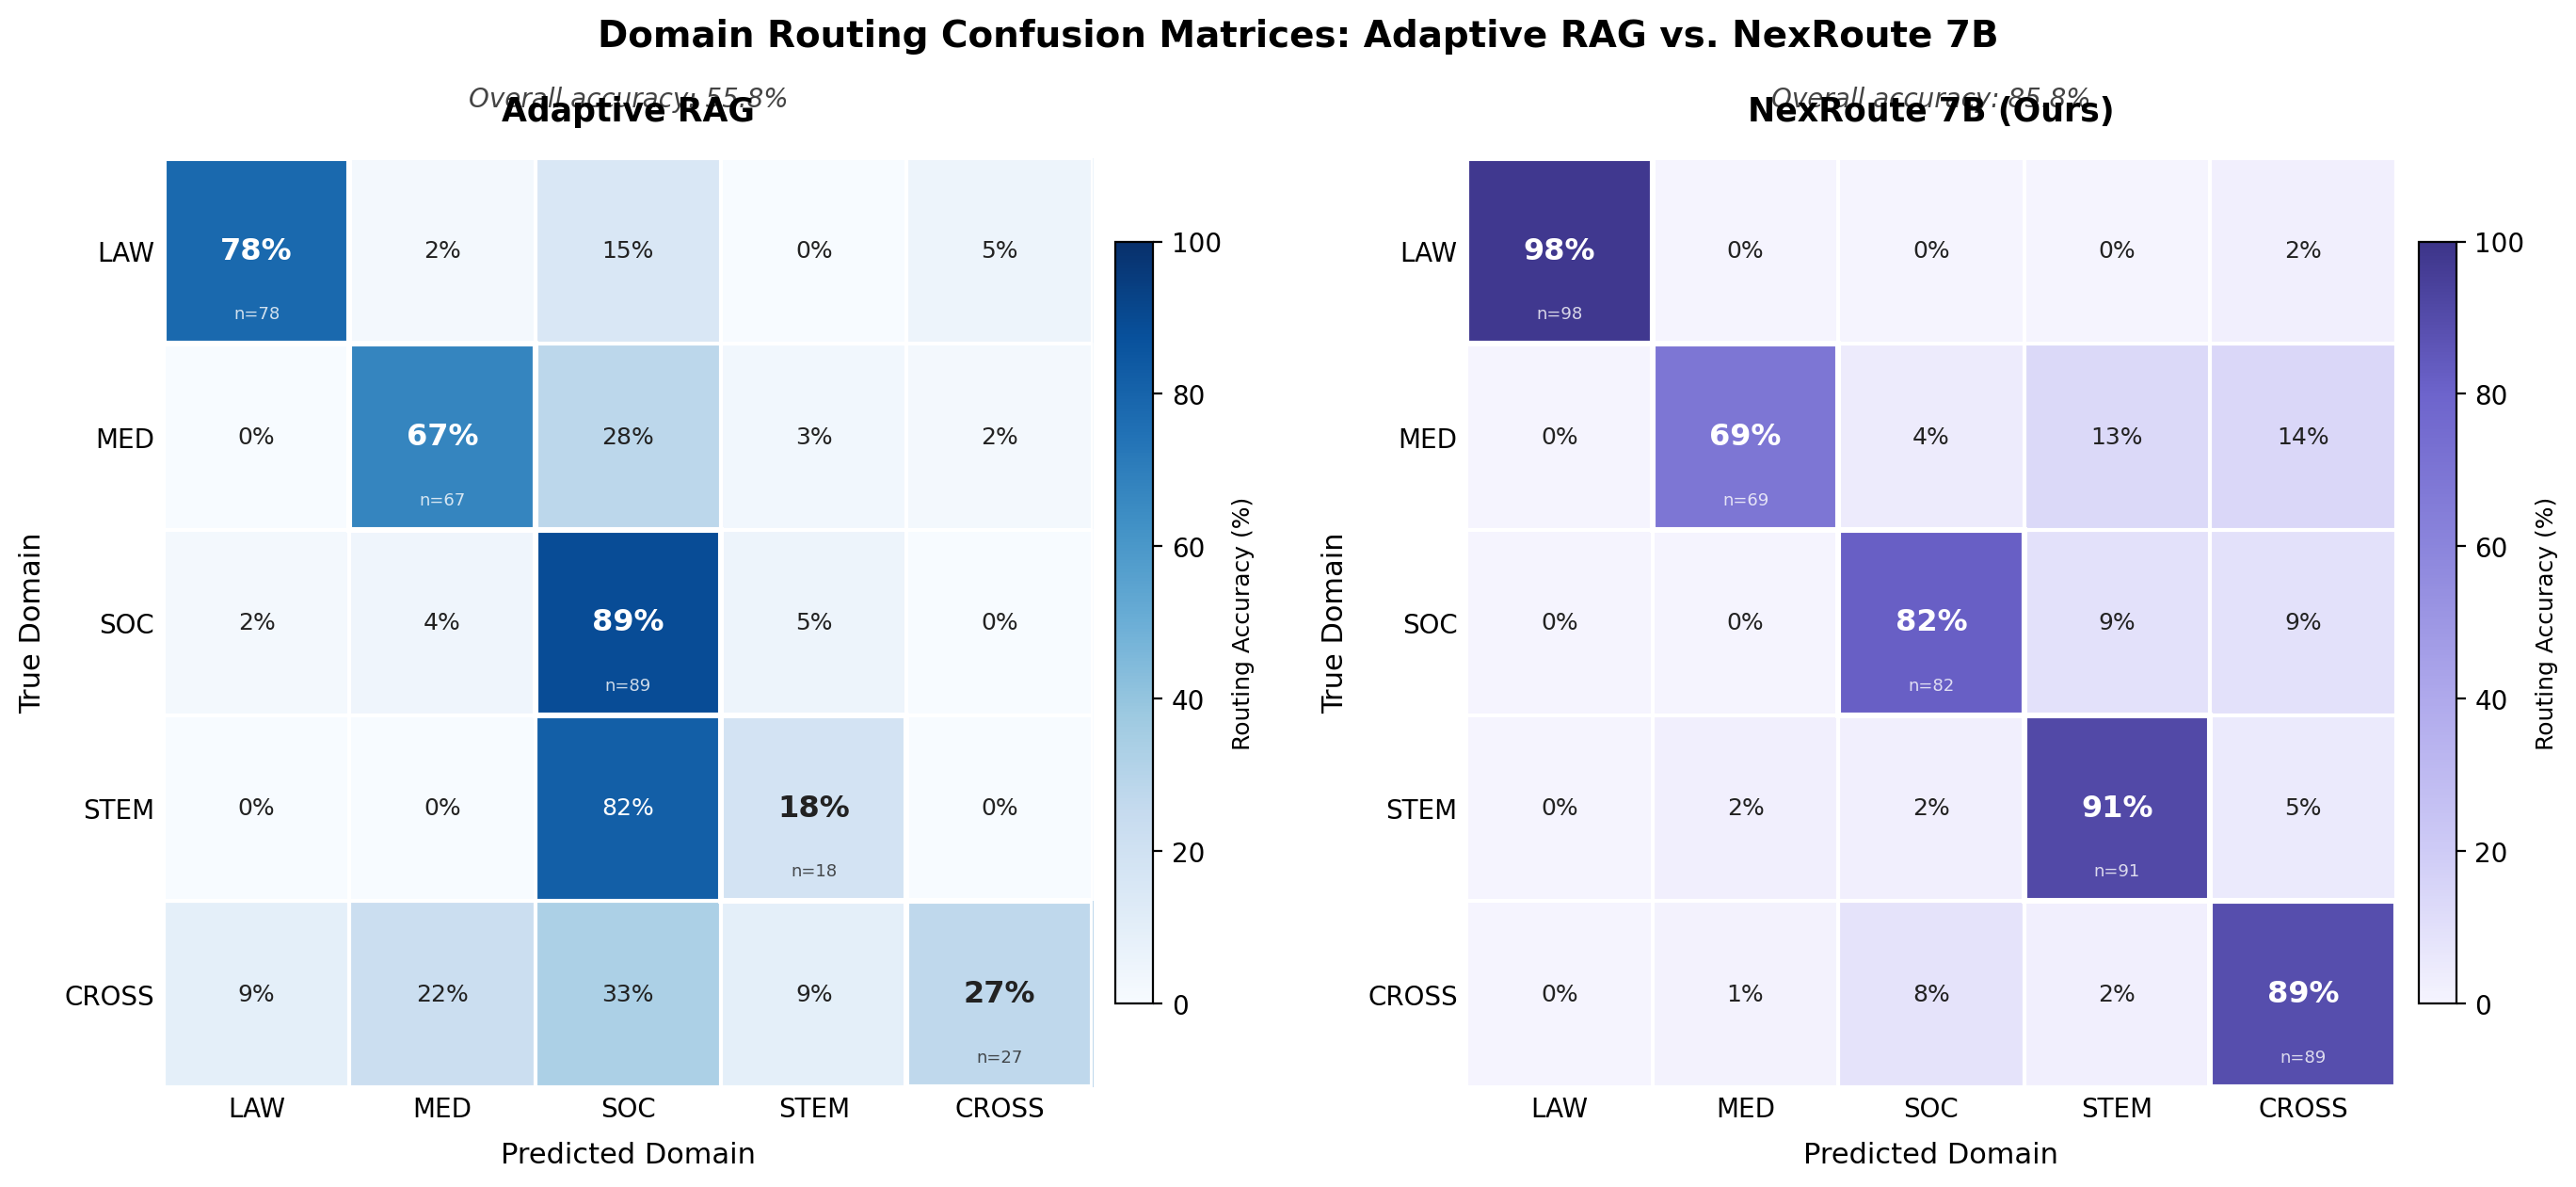 Domain Routing Confusion Matrices: Adaptive RAG vs. NexRoute 7B
Overall accuracy: 55.8%
Adaptive RAG
True Domain
LAW 78% 2% 15% 0% 5%
n=78
MED 0% 67% 28% 3% 2%
n=67
SOC 2% 4% 89% 5% 0%
n=89
STEM 0% 0% 82% 18% 0%
n=18
CROSS 9% 22% 33% 9% 27%
n=27
LAW MED SOC STEM CROSS
Predicted Domain
100
80
60
40
20
0
Routing Accuracy (%)
Overall accuracy: 85.8%
NexRoute 7B (Ours)
True Domain
LAW 98% 0% 0% 0% 2%
n=98
MED 0% 69% 4% 13% 14%
n=69
SOC 0% 0% 82% 9% 9%
n=82
STEM 0% 2% 2% 91% 5%
n=91
CROSS 0% 1% 8% 2% 89%
n=89
LAW MED SOC STEM CROSS
Predicted Domain
100
80
60
40
20
0
Routing Accuracy (%)